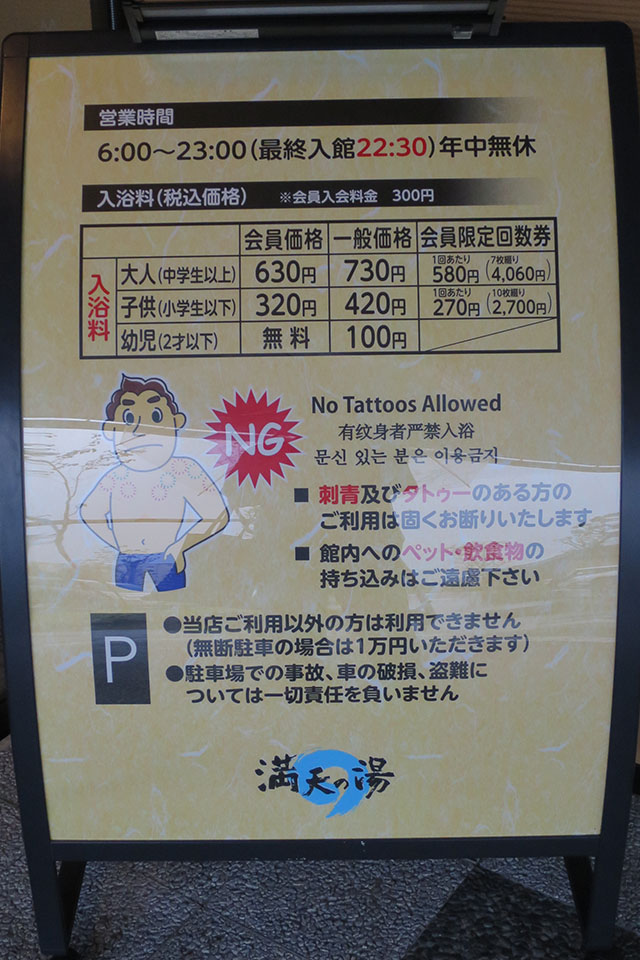 営業時間
6:00～23:00(最終入館22:30)年中無休
入浴料(税込価格) ※会員入会料金 300円
会員価格 一般価格 会員限定回数券
入浴料
大人(中学生以上) 630円 730円 1回あたり 580円 (7枚綴り 4,060円)
子供(小学生以下) 320円 420円 1回あたり 270円 (10枚綴り 2,700円)
幼児(2才以下) 無料 100円
NG
No Tattoos Allowed
有纹身者严禁入浴
문신 있는 분은 이용금지
■ 刺青及びタトゥーのある方の
ご利用は固くお断りいたします
■ 館内へのペット・飲食物の
持ち込みはご遠慮下さい
P
●当店ご利用以外の方は利用できません
(無断駐車の場合は1万円いただきます)
●駐車場での事故、車の破損、盗難に
ついては一切責任を負いません
満天の湯